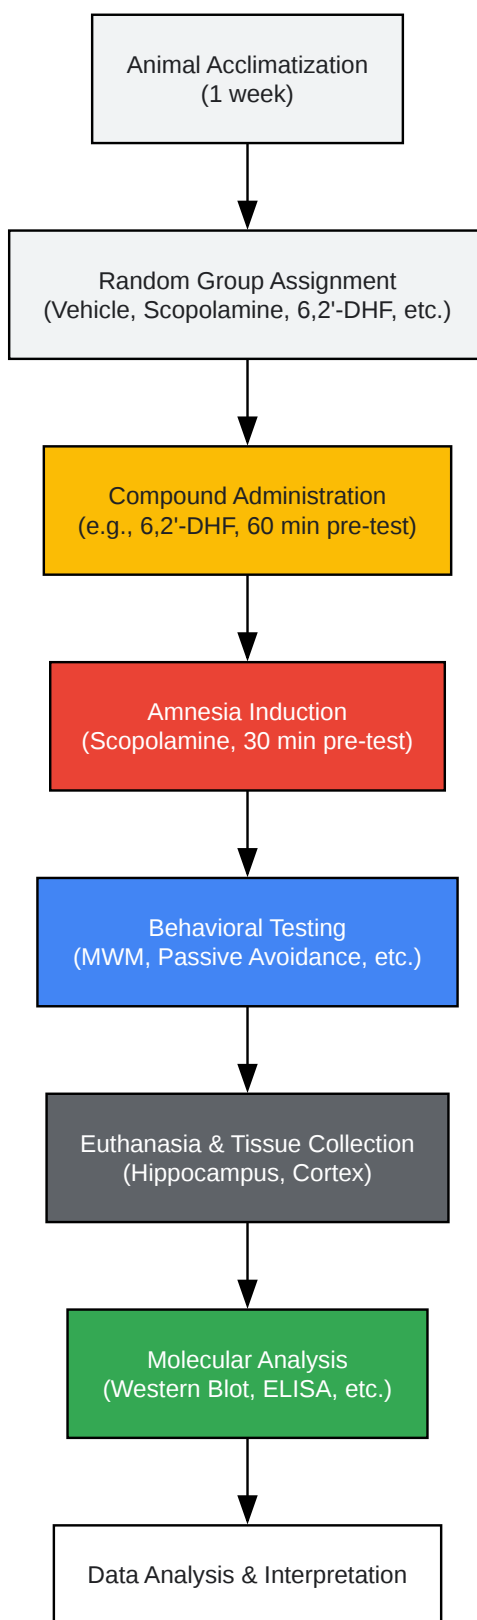 Animal Acclimatization
(1 week)
Random Group Assignment
(Vehicle, Scopolamine, 6,2'-DHF, etc.)
Compound Administration
(e.g., 6,2'-DHF, 60 min pre-test)
Amnesia Induction
(Scopolamine, 30 min pre-test)
Behavioral Testing
(MWM, Passive Avoidance, etc.)
Euthanasia & Tissue Collection
(Hippocampus, Cortex)
Molecular Analysis
(Western Blot, ELISA, etc.)
Data Analysis & Interpretation